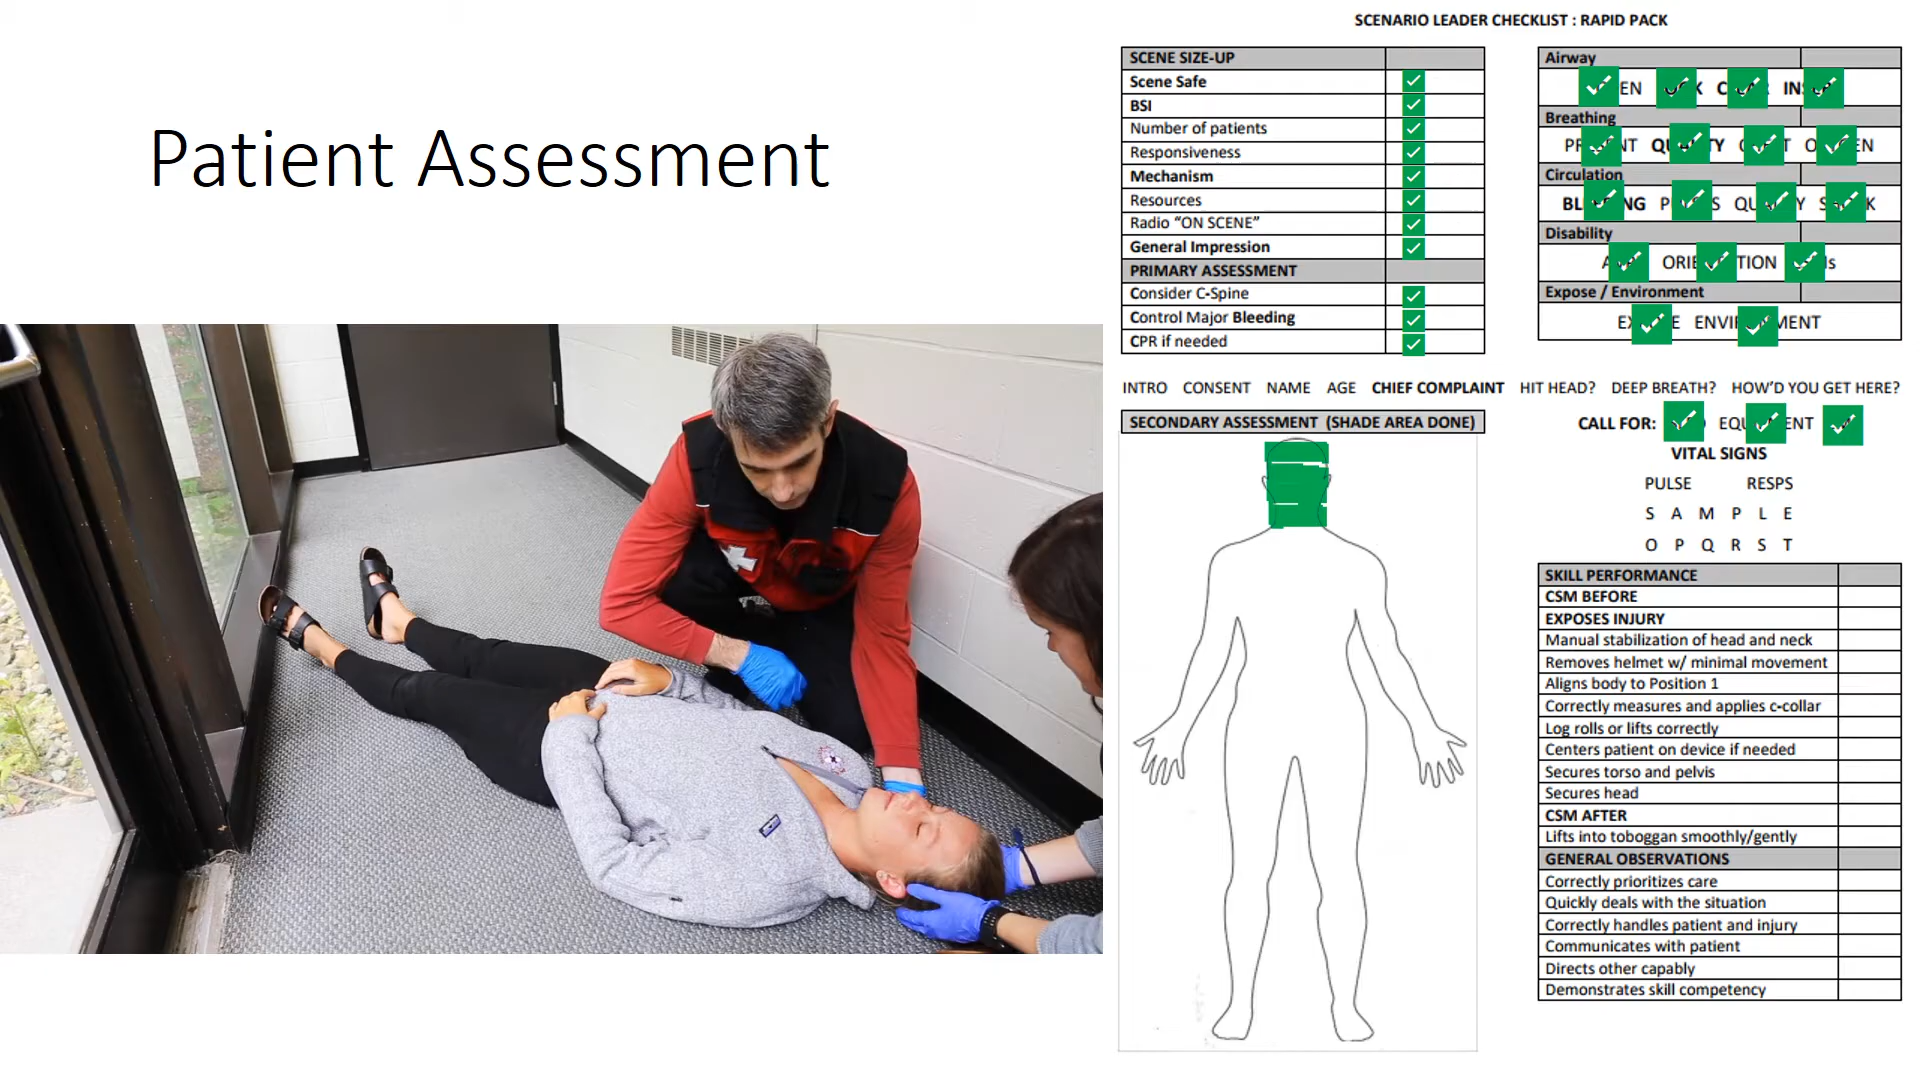 Patient Assessment
SCENARIO LEADER CHECKLIST : RAPID PACK
SCENE SIZE-UP
Scene Safe
BSI
Number of patients
Responsiveness
Mechanism
Resources
Radio “ON SCENE”
General Impression
PRIMARY ASSESSMENT
Consider C-Spine
Control Major Bleeding
CPR if needed
Airway
Breathing
Circulation
Disability
Expose / Environment
INTRO CONSENT NAME AGE CHIEF COMPLAINT HIT HEAD? DEEP BREATH? HOW’D YOU GET HERE?
SECONDARY ASSESSMENT (SHADE AREA DONE)
CALL FOR:
VITAL SIGNS
PULSE RESPS
S A M P L E
O P Q R S T
SKILL PERFORMANCE
CSM BEFORE
EXPOSES INJURY
Manual stabilization of head and neck
Removes helmet w/ minimal movement
Aligns body to Position 1
Correctly measures and applies c-collar
Log rolls or lifts correctly
Centers patient on device if needed
Secures torso and pelvis
Secures head
CSM AFTER
Lifts into toboggan smoothly/gently
GENERAL OBSERVATIONS
Correctly prioritizes care
Quickly deals with the situation
Correctly handles patient and injury
Communicates with patient
Directs other capably
Demonstrates skill competency